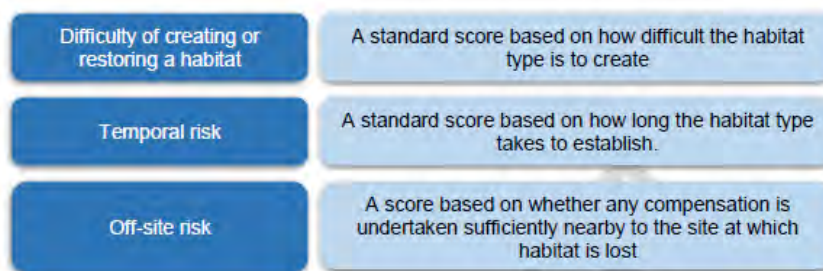 Difficulty of creating or
restoring a habitat
A standard score based on how difficult the habitat
type is to create
Temporal risk
A standard score based on how long the habitat type
takes to establish.
Off-site risk
A score based on whether any compensation is
undertaken sufficiently nearby to the site at which
habitat is lost